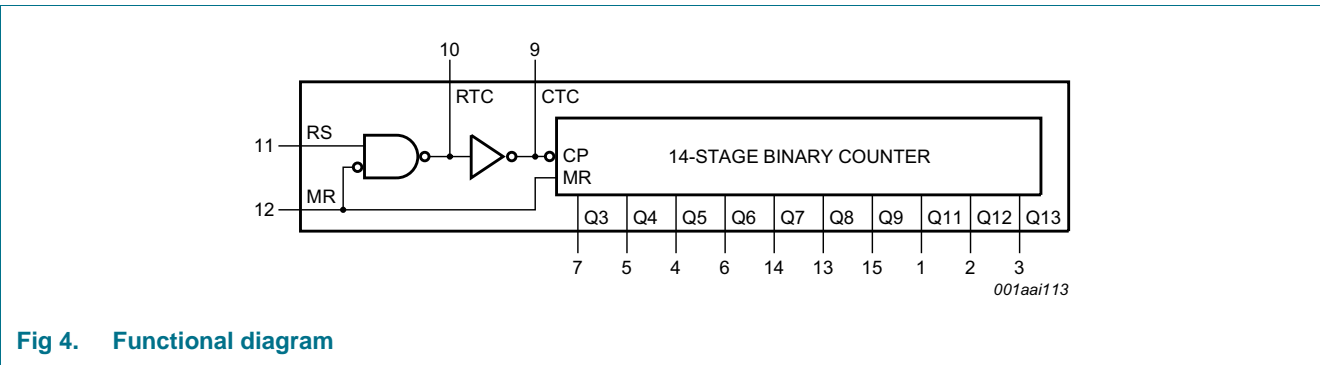 10 9
RTC CTC
11 RS
CP 14-STAGE BINARY COUNTER
MR
12 MR
Q3 Q4 Q5 Q6 Q7 Q8 Q9 Q11 Q12 Q13
7 5 4 6 14 13 15 1 2 3
001aai113
Fig 4. Functional diagram